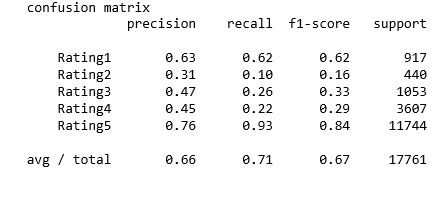 confusion matrix
precision recall f1-score support
Rating1 0.63 0.62 0.62 917
Rating2 0.31 0.10 0.16 440
Rating3 0.47 0.26 0.33 1053
Rating4 0.45 0.22 0.29 3607
Rating5 0.76 0.93 0.84 11744
avg / total 0.66 0.71 0.67 17761